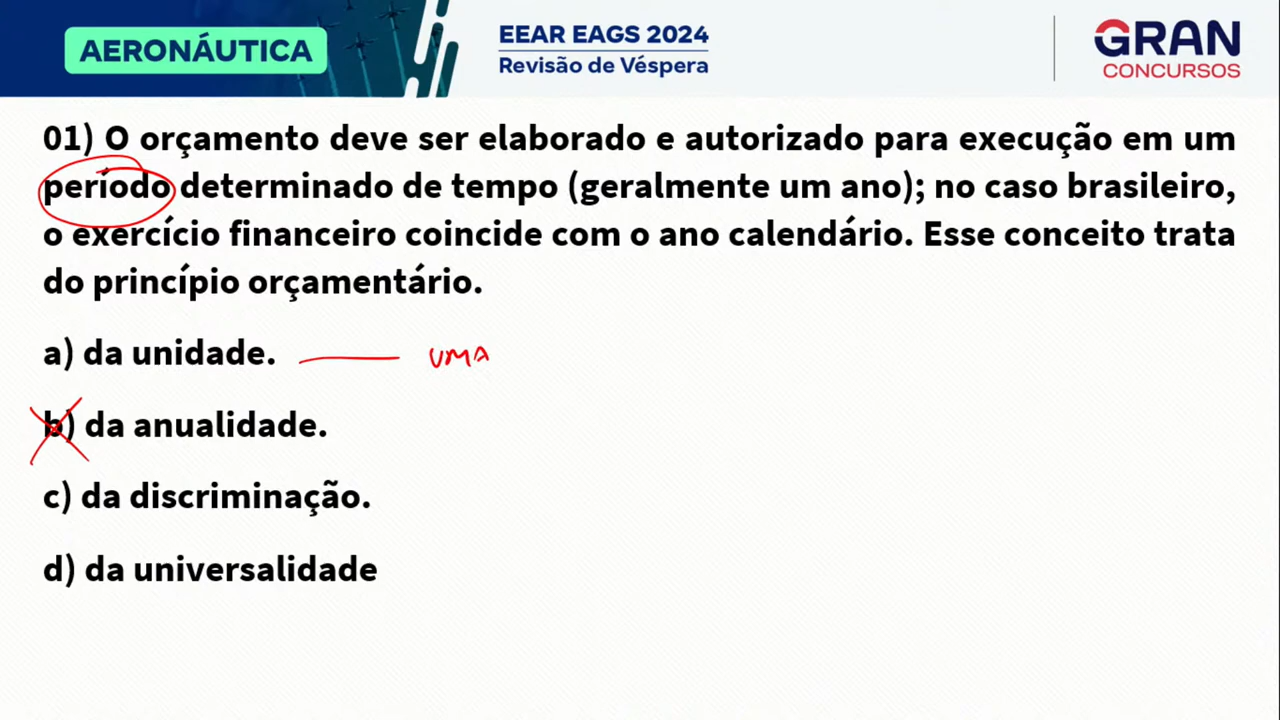 AERONÁUTICA
EEAR EAGS 2024
Revisão de Véspera
GRAN
CONCURSOS
01) O orçamento deve ser elaborado e autorizado para execução em um
período determinado de tempo (geralmente um ano); no caso brasileiro,
o exercício financeiro coincide com o ano calendário. Esse conceito trata
do princípio orçamentário.
a) da unidade. UMA
b) da anualidade.
c) da discriminação.
d) da universalidade